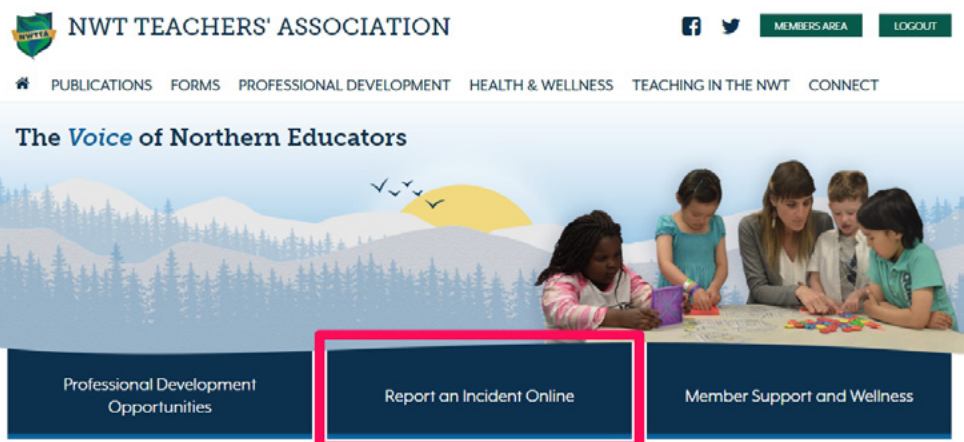 NWTTA
NWT TEACHERS' ASSOCIATION
MEMBERS AREA
LOGOUT
PUBLICATIONS FORMS PROFESSIONAL DEVELOPMENT HEALTH & WELLNESS TEACHING IN THE NWT CONNECT
The Voice of Northern Educators
Professional Development
Opportunities
Report an Incident Online
Member Support and Wellness